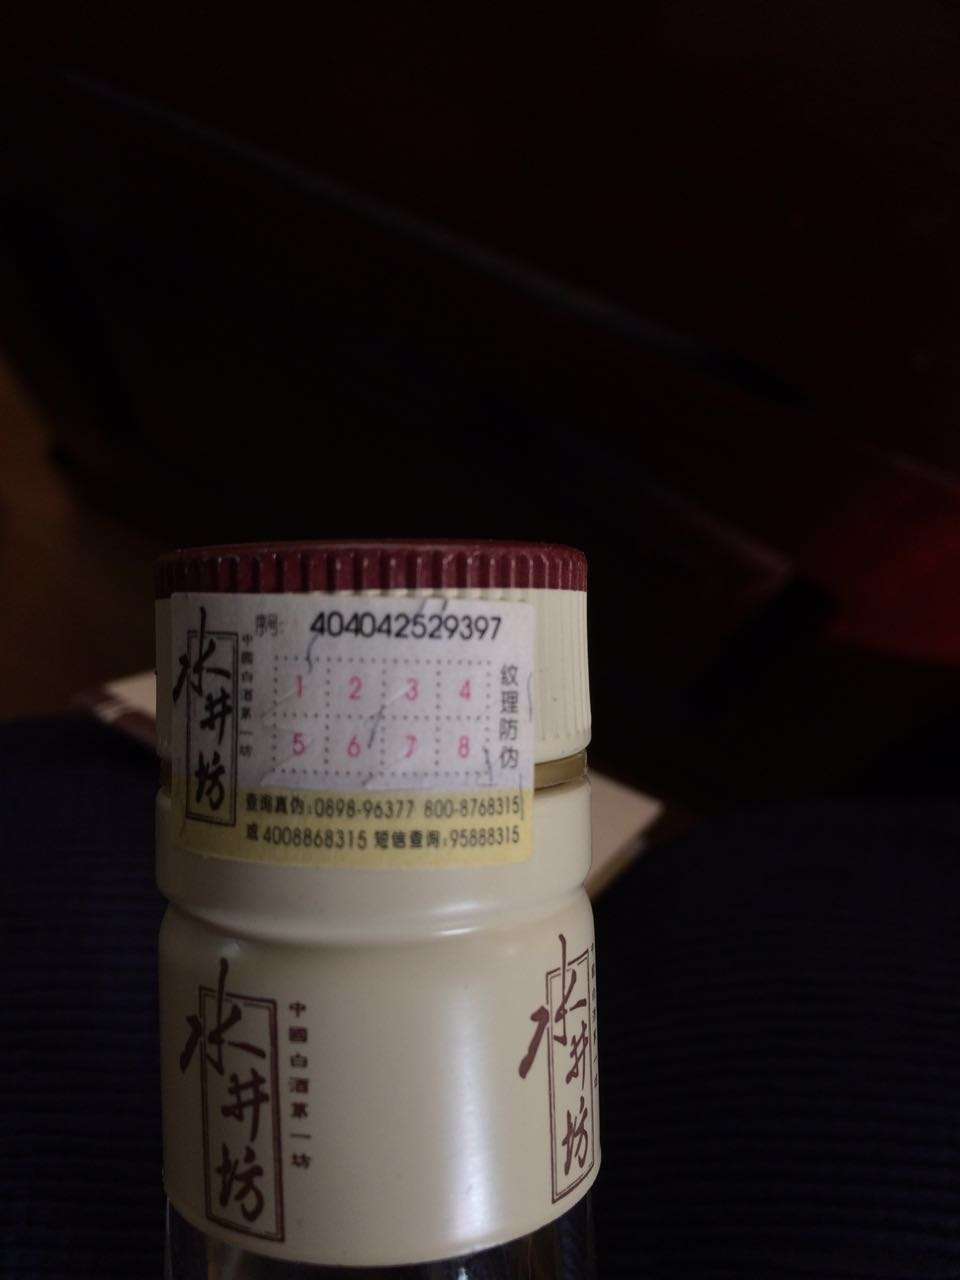 水井坊
中國白酒第一坊
序号: 404042529397
1 2 3 4
5 6 7 8
纹理防伪
查询真伪:0898-96377 800-8768315
或4008868315 短信查询:95888315
水井坊
中國白酒第一坊
水井坊